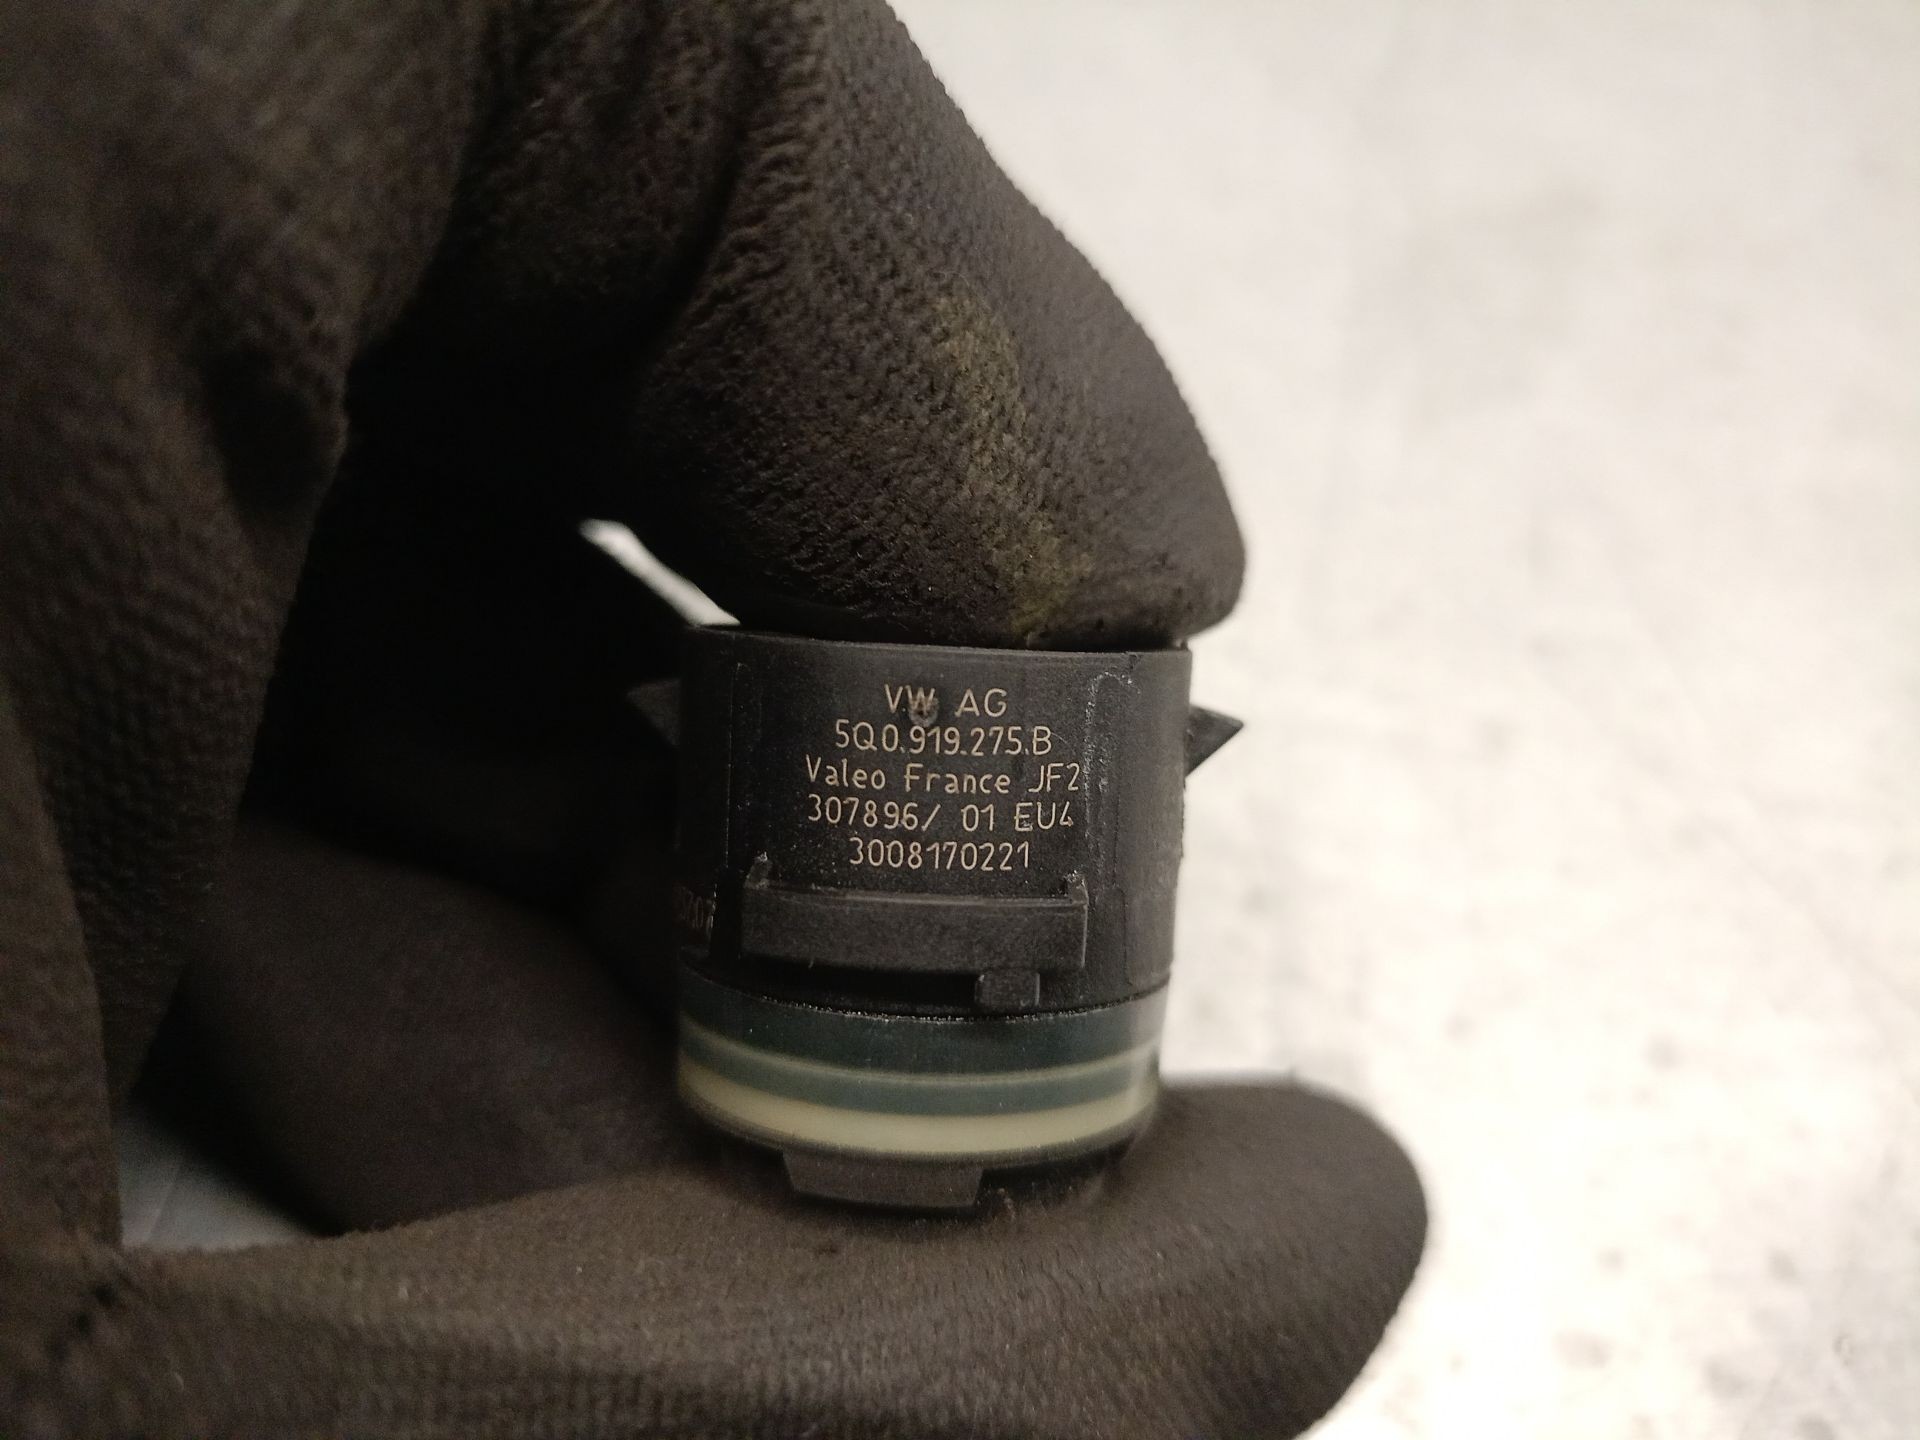 VW AG
5Q0.919.275.B
Valeo France JF2
307896/ 01 EU4
3008170221